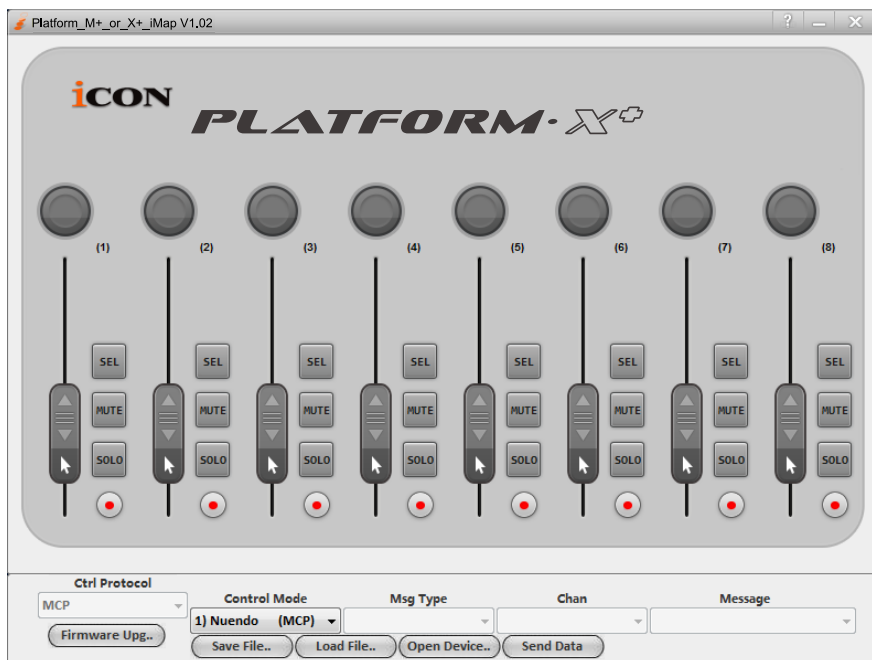 Platform_M+_or_X+_iMap V1.02
?
iCON
PLATFORM·X+
(1) (2) (3) (4) (5) (6) (7) (8)
SEL SEL SEL SEL SEL SEL SEL SEL
MUTE MUTE MUTE MUTE MUTE MUTE MUTE MUTE
SOLO SOLO SOLO SOLO SOLO SOLO SOLO SOLO
Ctrl Protocol
MCP
Control Mode Msg Type Chan Message
1) Nuendo (MCP)
Firmware Upg..
Save File.. Load File.. Open Device.. Send Data